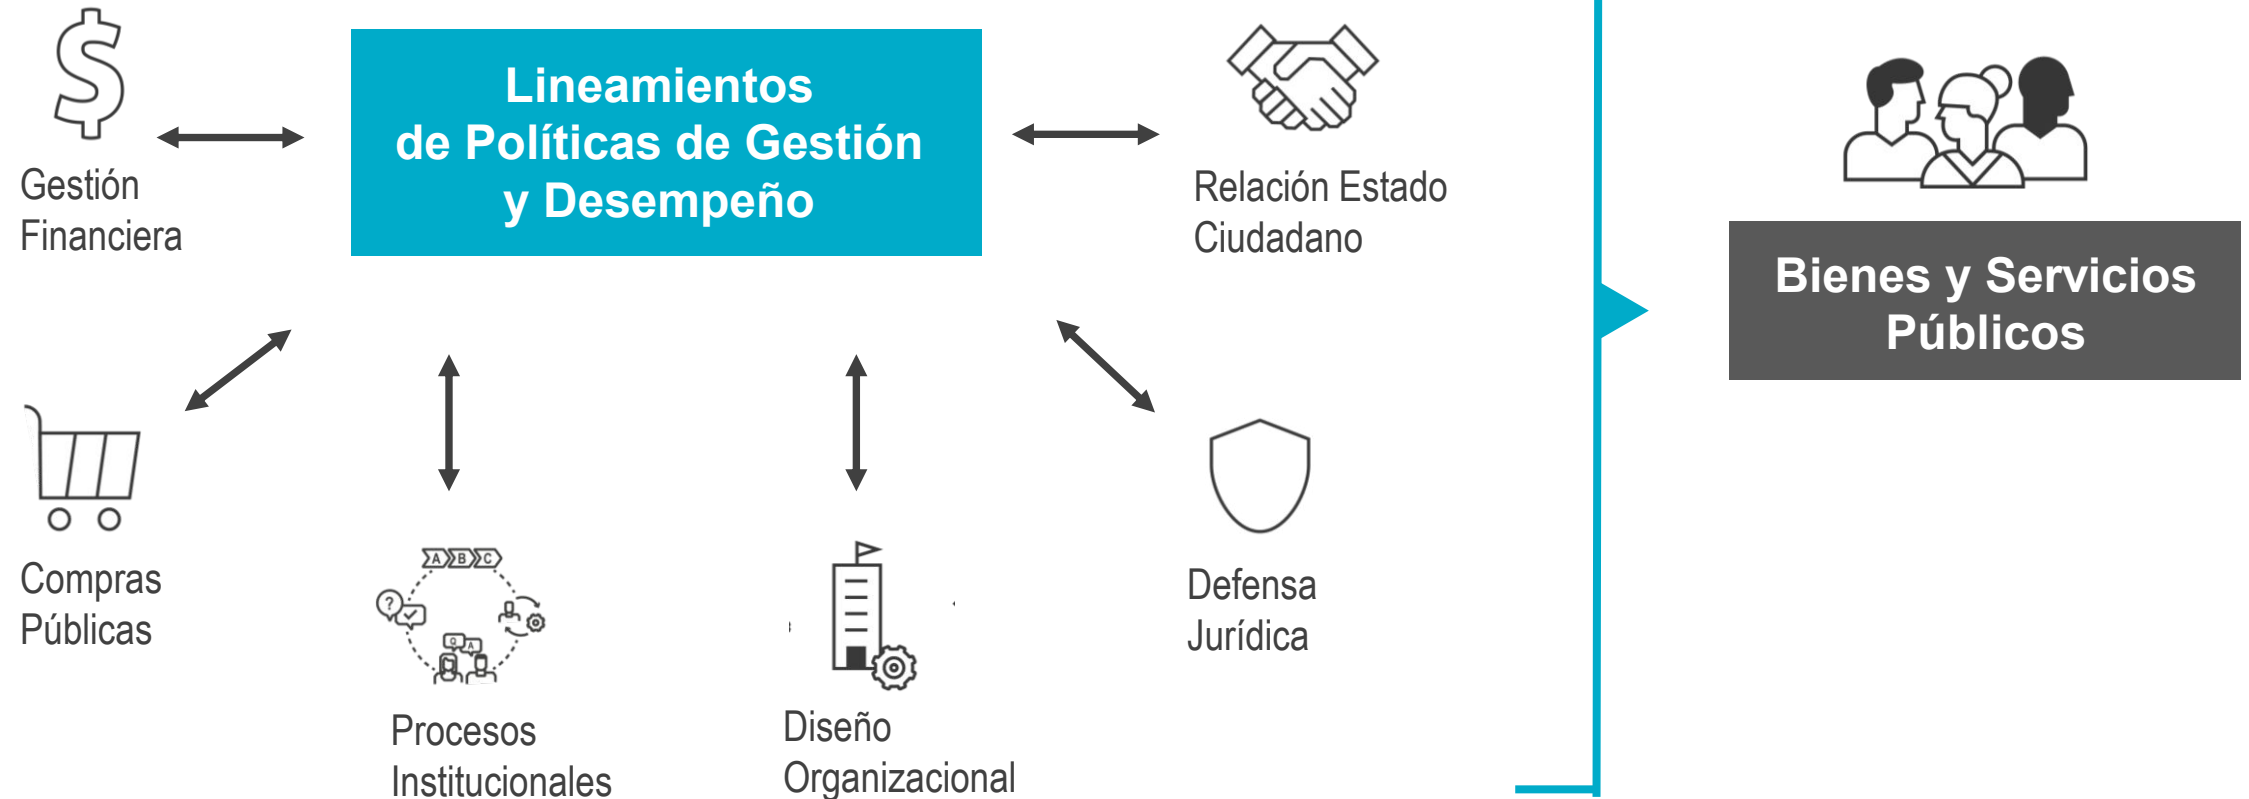 Lineamientos
de Políticas de Gestión
y Desempeño
Gestión
Financiera
Relación Estado
Ciudadano
Bienes y Servicios
Públicos
Compras
Públicas
A B C
?
Q
A
Defensa
Jurídica
Procesos
Institucionales
Diseño
Organizacional